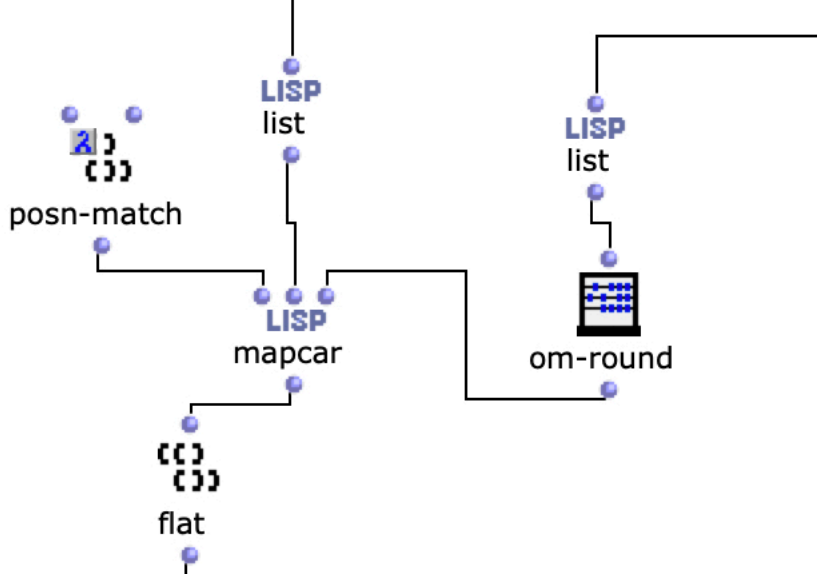 LISP
list
LISP
list
λ
posn-match
LISP
mapcar
om-round
flat